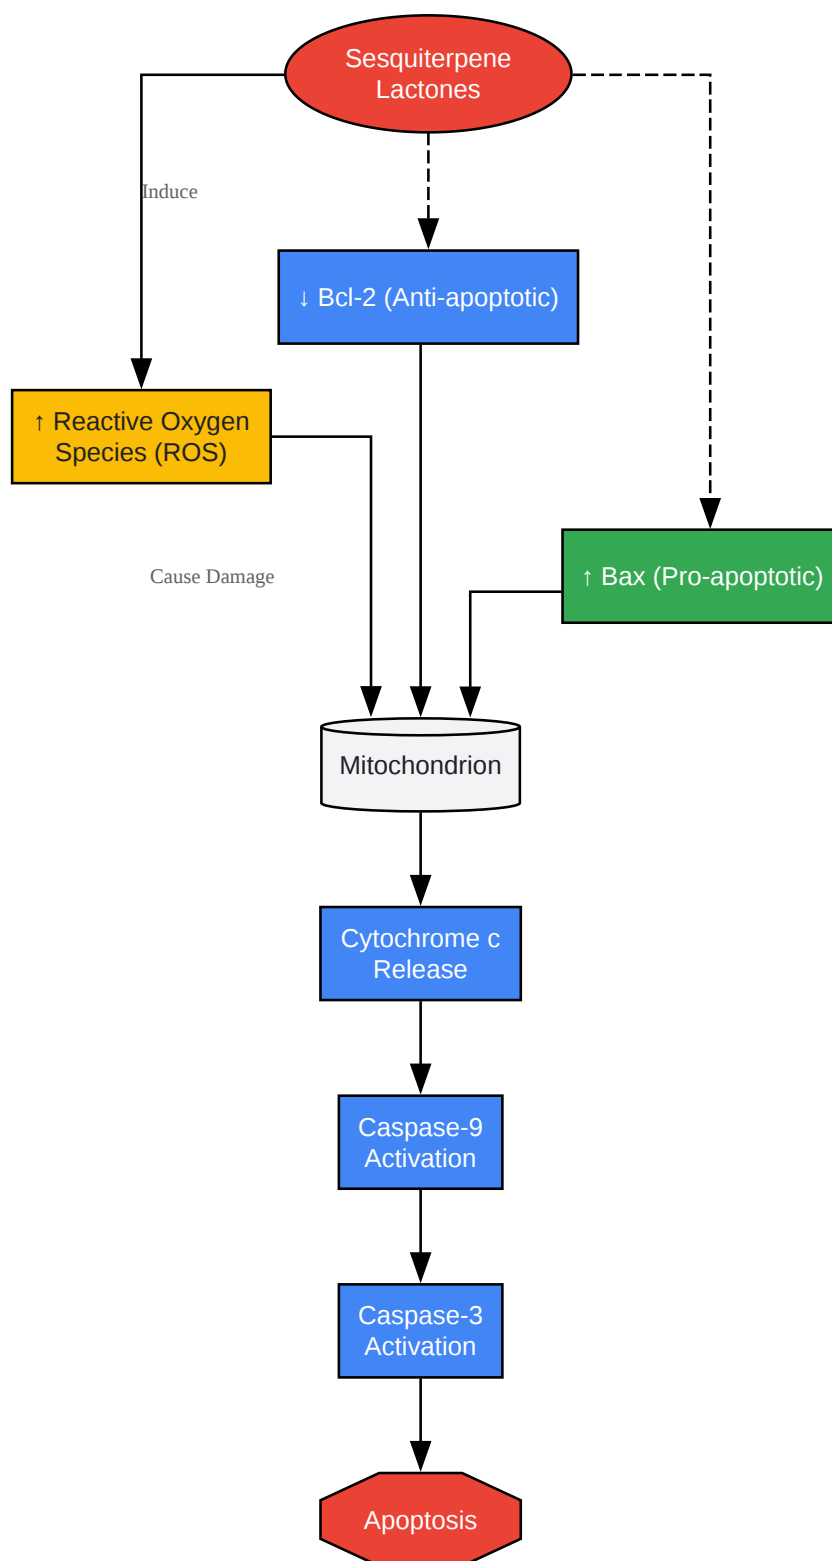 Sesquiterpene
Lactones
Induce
↓ Bcl-2 (Anti-apoptotic)
↑ Reactive Oxygen
Species (ROS)
Cause Damage
↑ Bax (Pro-apoptotic)
Mitochondrion
Cytochrome c
Release
Caspase-9
Activation
Caspase-3
Activation
Apoptosis